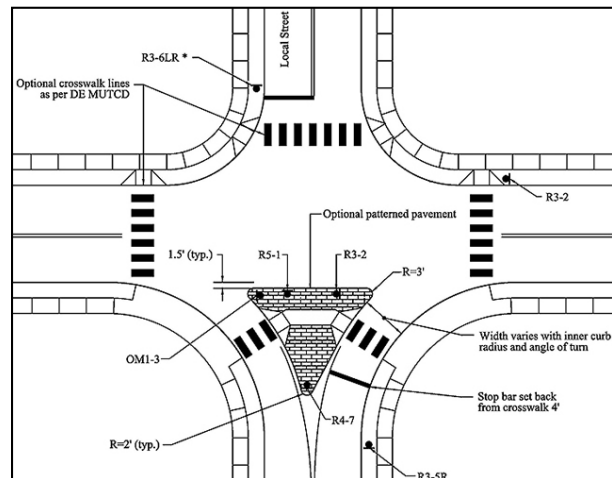 R3-6LR *
Local Street
Optional crosswalk lines
as per DE MUTCD
R3-2
Optional patterned pavement
1.5' (typ.)
R5-1
R3-2
R=3'
OM1-3
Width varies with inner curb
radius and angle of turn
Stop bar set back
from crosswalk 4'
R4-7
R=2' (typ.)
R3-5R